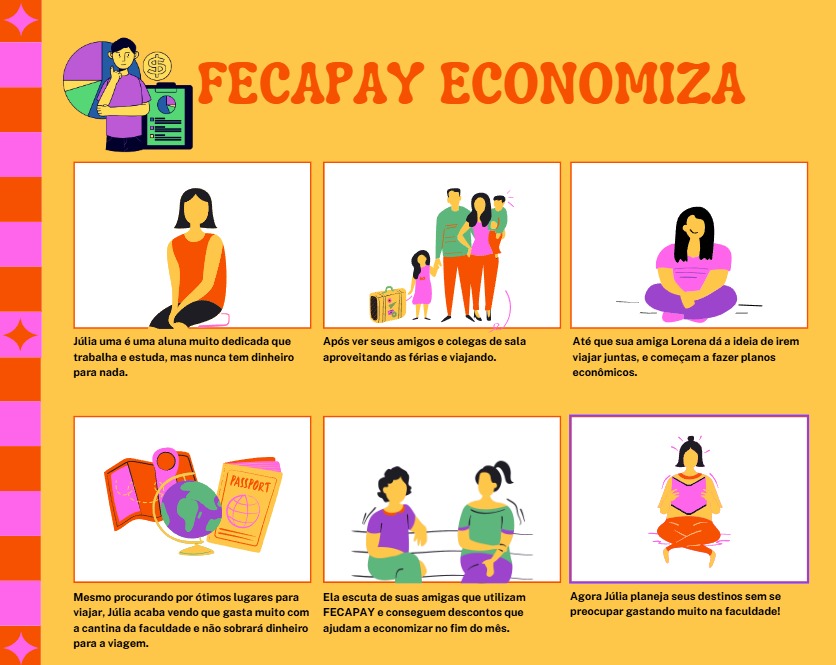 FECAPAY ECONOMIZA
$
Júlia uma é uma aluna muito dedicada que
trabalha e estuda, mas nunca tem dinheiro
para nada.
Após ver seus amigos e colegas de sala
aproveitando as férias e viajando.
Até que sua amiga Lorena dá a ideia de irem
viajar juntas, e começam a fazer planos
econômicos.
PASSPORT
Mesmo procurando por ótimos lugares para
viajar, Júlia acaba vendo que gasta muito com
a cantina da faculdade e não sobrará dinheiro
para a viagem.
Ela escuta de suas amigas que utilizam
FECAPAY e conseguem descontos que
ajudam a economizar no fim do mês.
Agora Júlia planeja seus destinos sem se
preocupar gastando muito na faculdade!